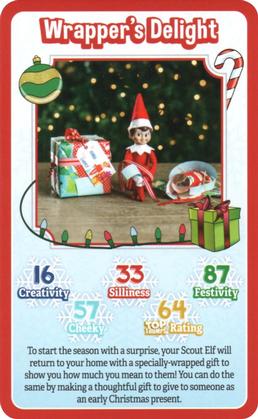 Wrapper's Delight
16
Creativity
33
Silliness
87
Festivity
57
Cheeky
64
TOP Rating
To start the season with a surprise, your Scout Elf will
return to your home with a specially-wrapped gift to
show you how much you mean to them! You can do the
same by making a thoughtful gift to give to someone as
an early Christmas present.